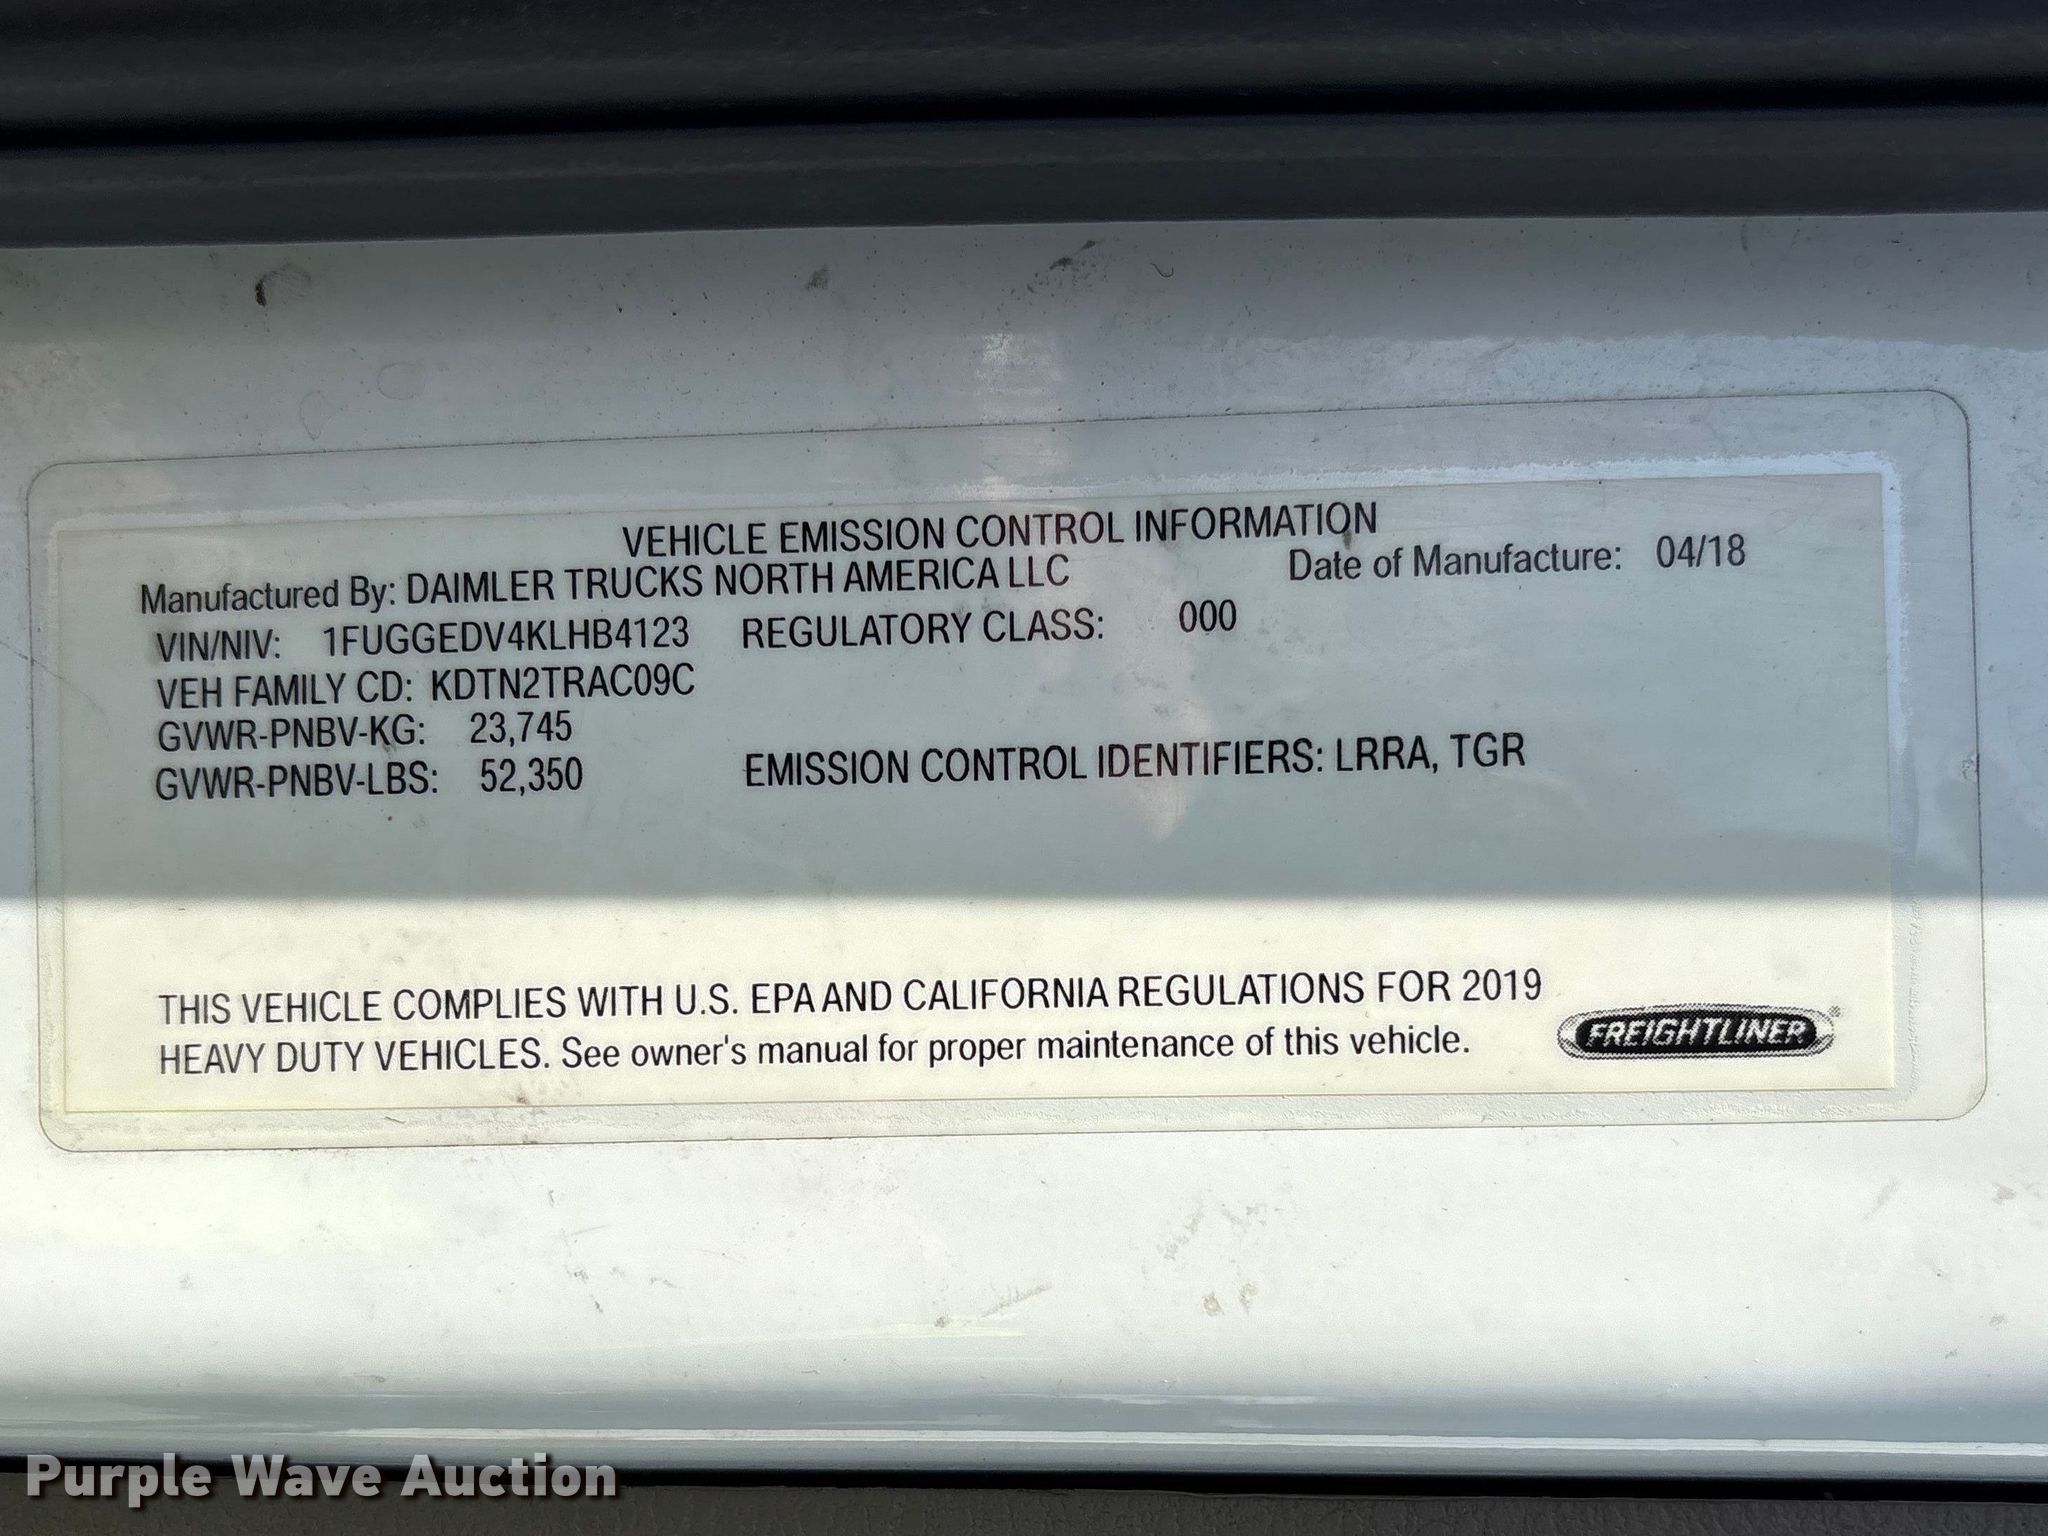 VEHICLE EMISSION CONTROL INFORMATION
Manufactured By: DAIMLER TRUCKS NORTH AMERICA LLC Date of Manufacture: 04/18
VIN/NIV: 1FUGGEDV4KLHB4123 REGULATORY CLASS: 000
VEH FAMILY CD: KDTN2TRAC09C
GVWR-PNBV-KG: 23,745
GVWR-PNBV-LBS: 52,350 EMISSION CONTROL IDENTIFIERS: LRRA, TGR
THIS VEHICLE COMPLIES WITH U.S. EPA AND CALIFORNIA REGULATIONS FOR 2019
HEAVY DUTY VEHICLES. See owner's manual for proper maintenance of this vehicle.
FREIGHTLINER®
Purple Wave Auction